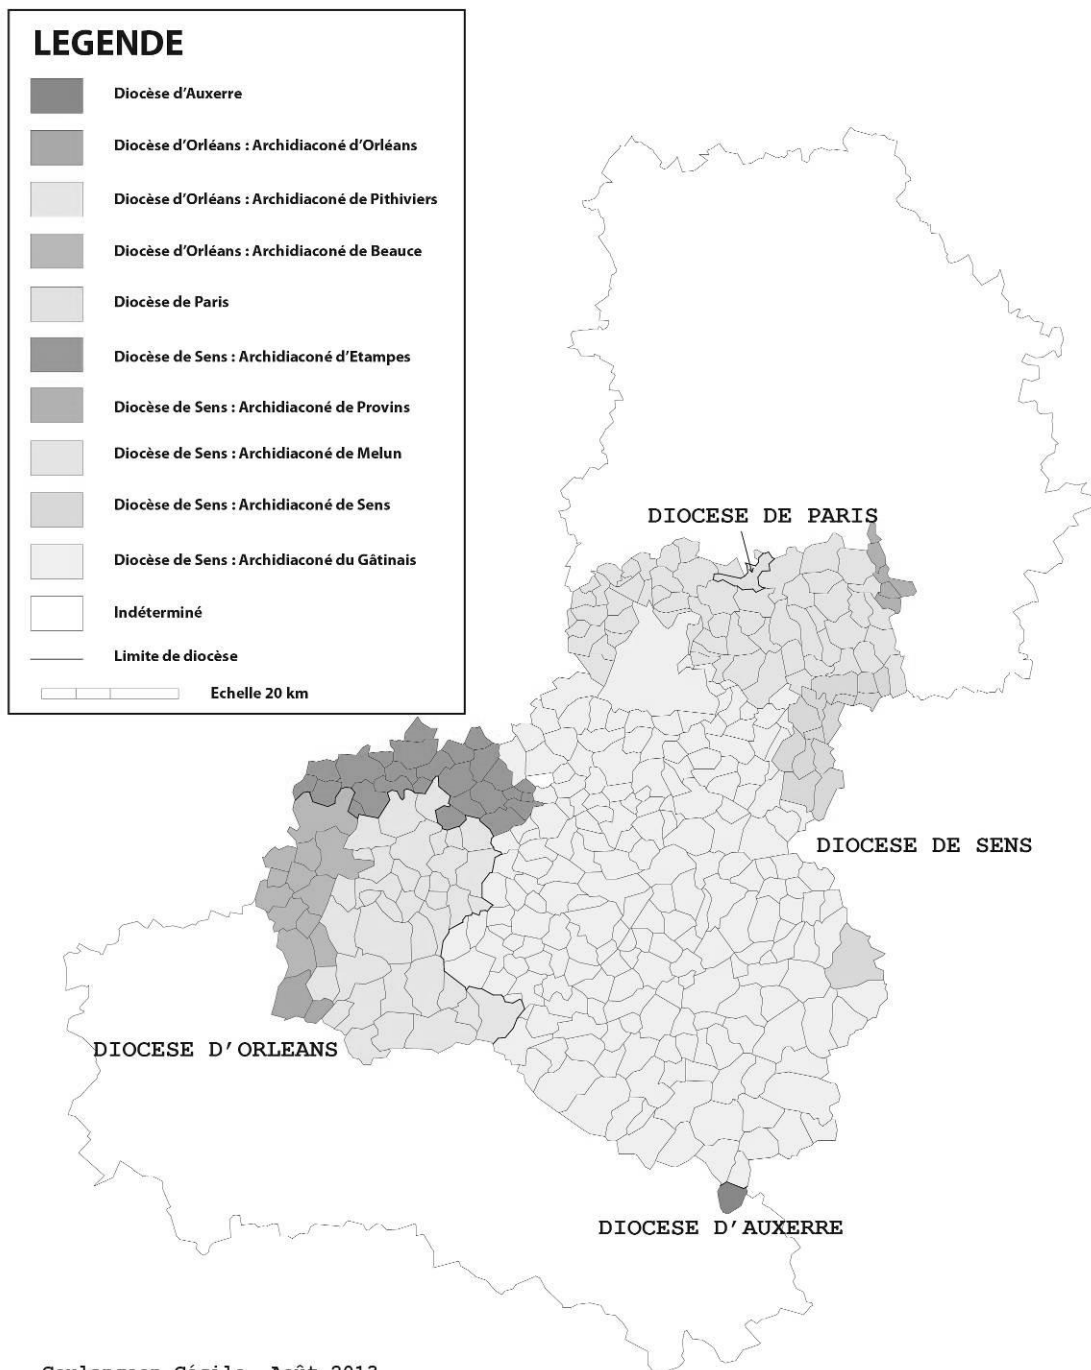 LEGENDE
Diocèse d'Auxerre
Diocèse d'Orléans : Archidiaconé d'Orléans
Diocèse d'Orléans : Archidiaconé de Pithiviers
Diocèse d'Orléans : Archidiaconé de Beauce
Diocèse de Paris
Diocèse de Sens : Archidiaconé d'Etampes
Diocèse de Sens : Archidiaconé de Provins
Diocèse de Sens : Archidiaconé de Melun
Diocèse de Sens : Archidiaconé de Sens
Diocèse de Sens : Archidiaconé du Gâtinais
Indéterminé
Limite de diocèse
Echelle 20 km
DIOCESE DE PARIS
DIOCESE DE SENS
DIOCESE D'ORLEANS
DIOCESE D'AUXERRE
Cécile Août 2013